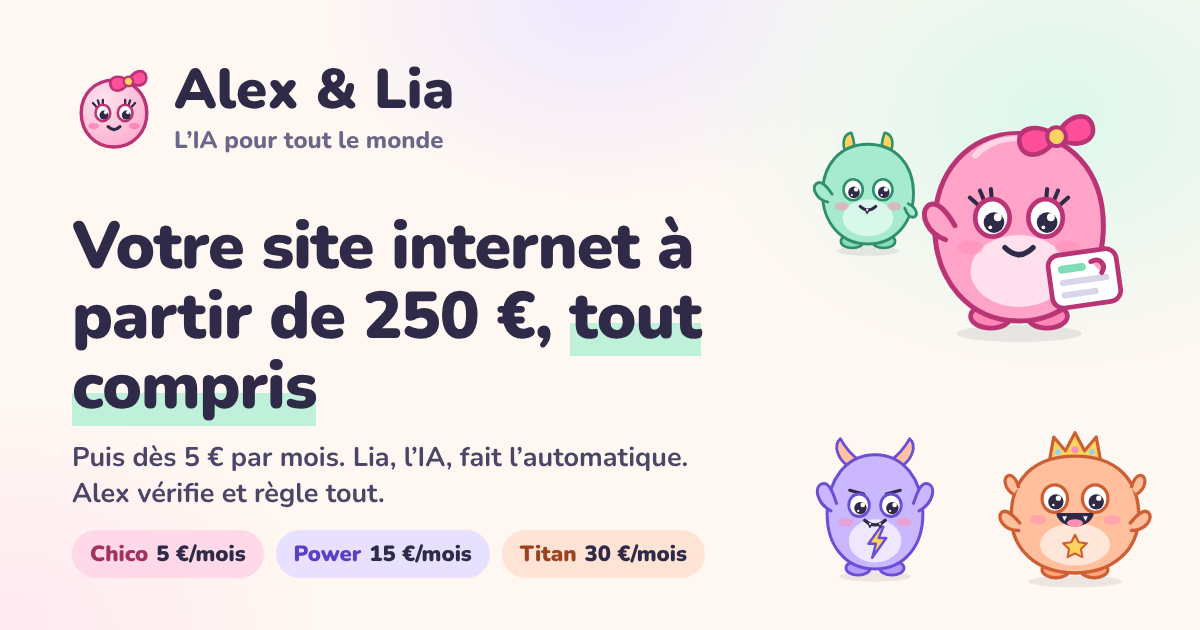 Alex & Lia
L’IA pour tout le monde
Votre site internet à
partir de 250 €, tout
compris
Puis dès 5 € par mois. Lia, l’IA, fait l’automatique.
Alex vérifie et règle tout.
Chico 5 €/mois Power 15 €/mois Titan 30 €/mois